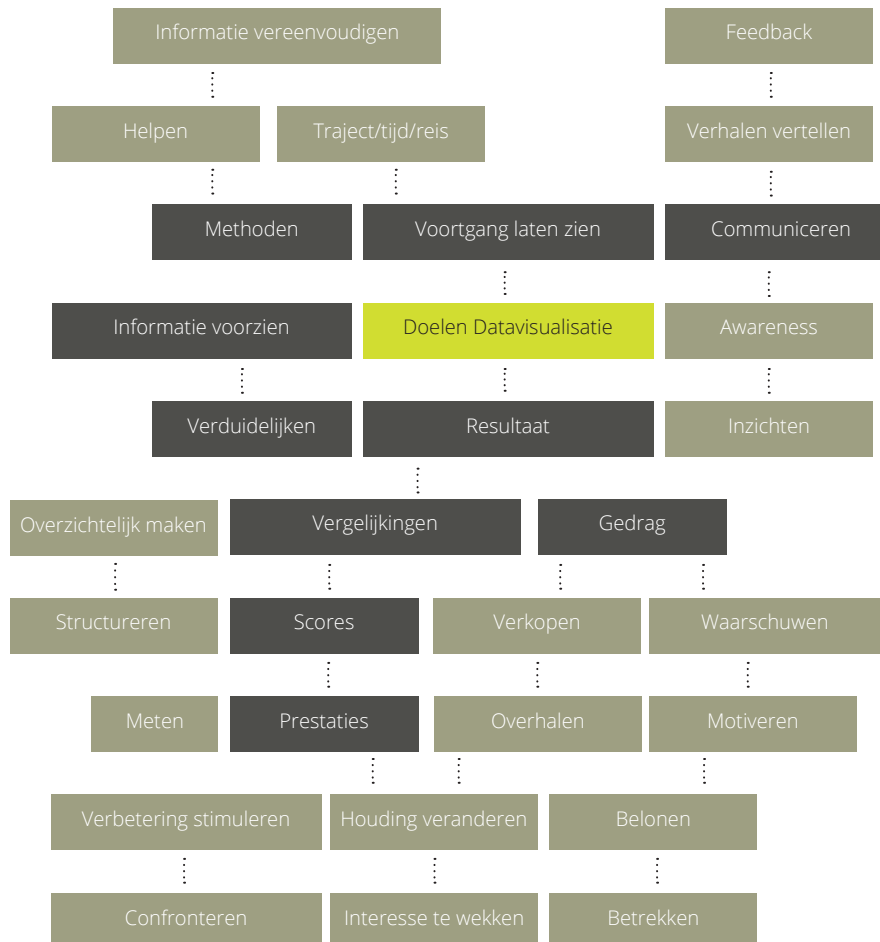 Informatie vereenvoudigen
Feedback
Helpen
Traject/tijd/reis
Verhalen vertellen
Methoden
Voortgang laten zien
Communiceren
Informatie voorzien
Doelen Datavisualisatie
Awareness
Verduidelijken
Resultaat
Inzichten
Overzichtelijk maken
Vergelijkingen
Gedrag
Structureren
Scores
Verkopen
Waarschuwen
Meten
Prestaties
Overhalen
Motiveren
Verbetering stimuleren
Houding veranderen
Belonen
Confronteren
Interesse te wekken
Betrekken